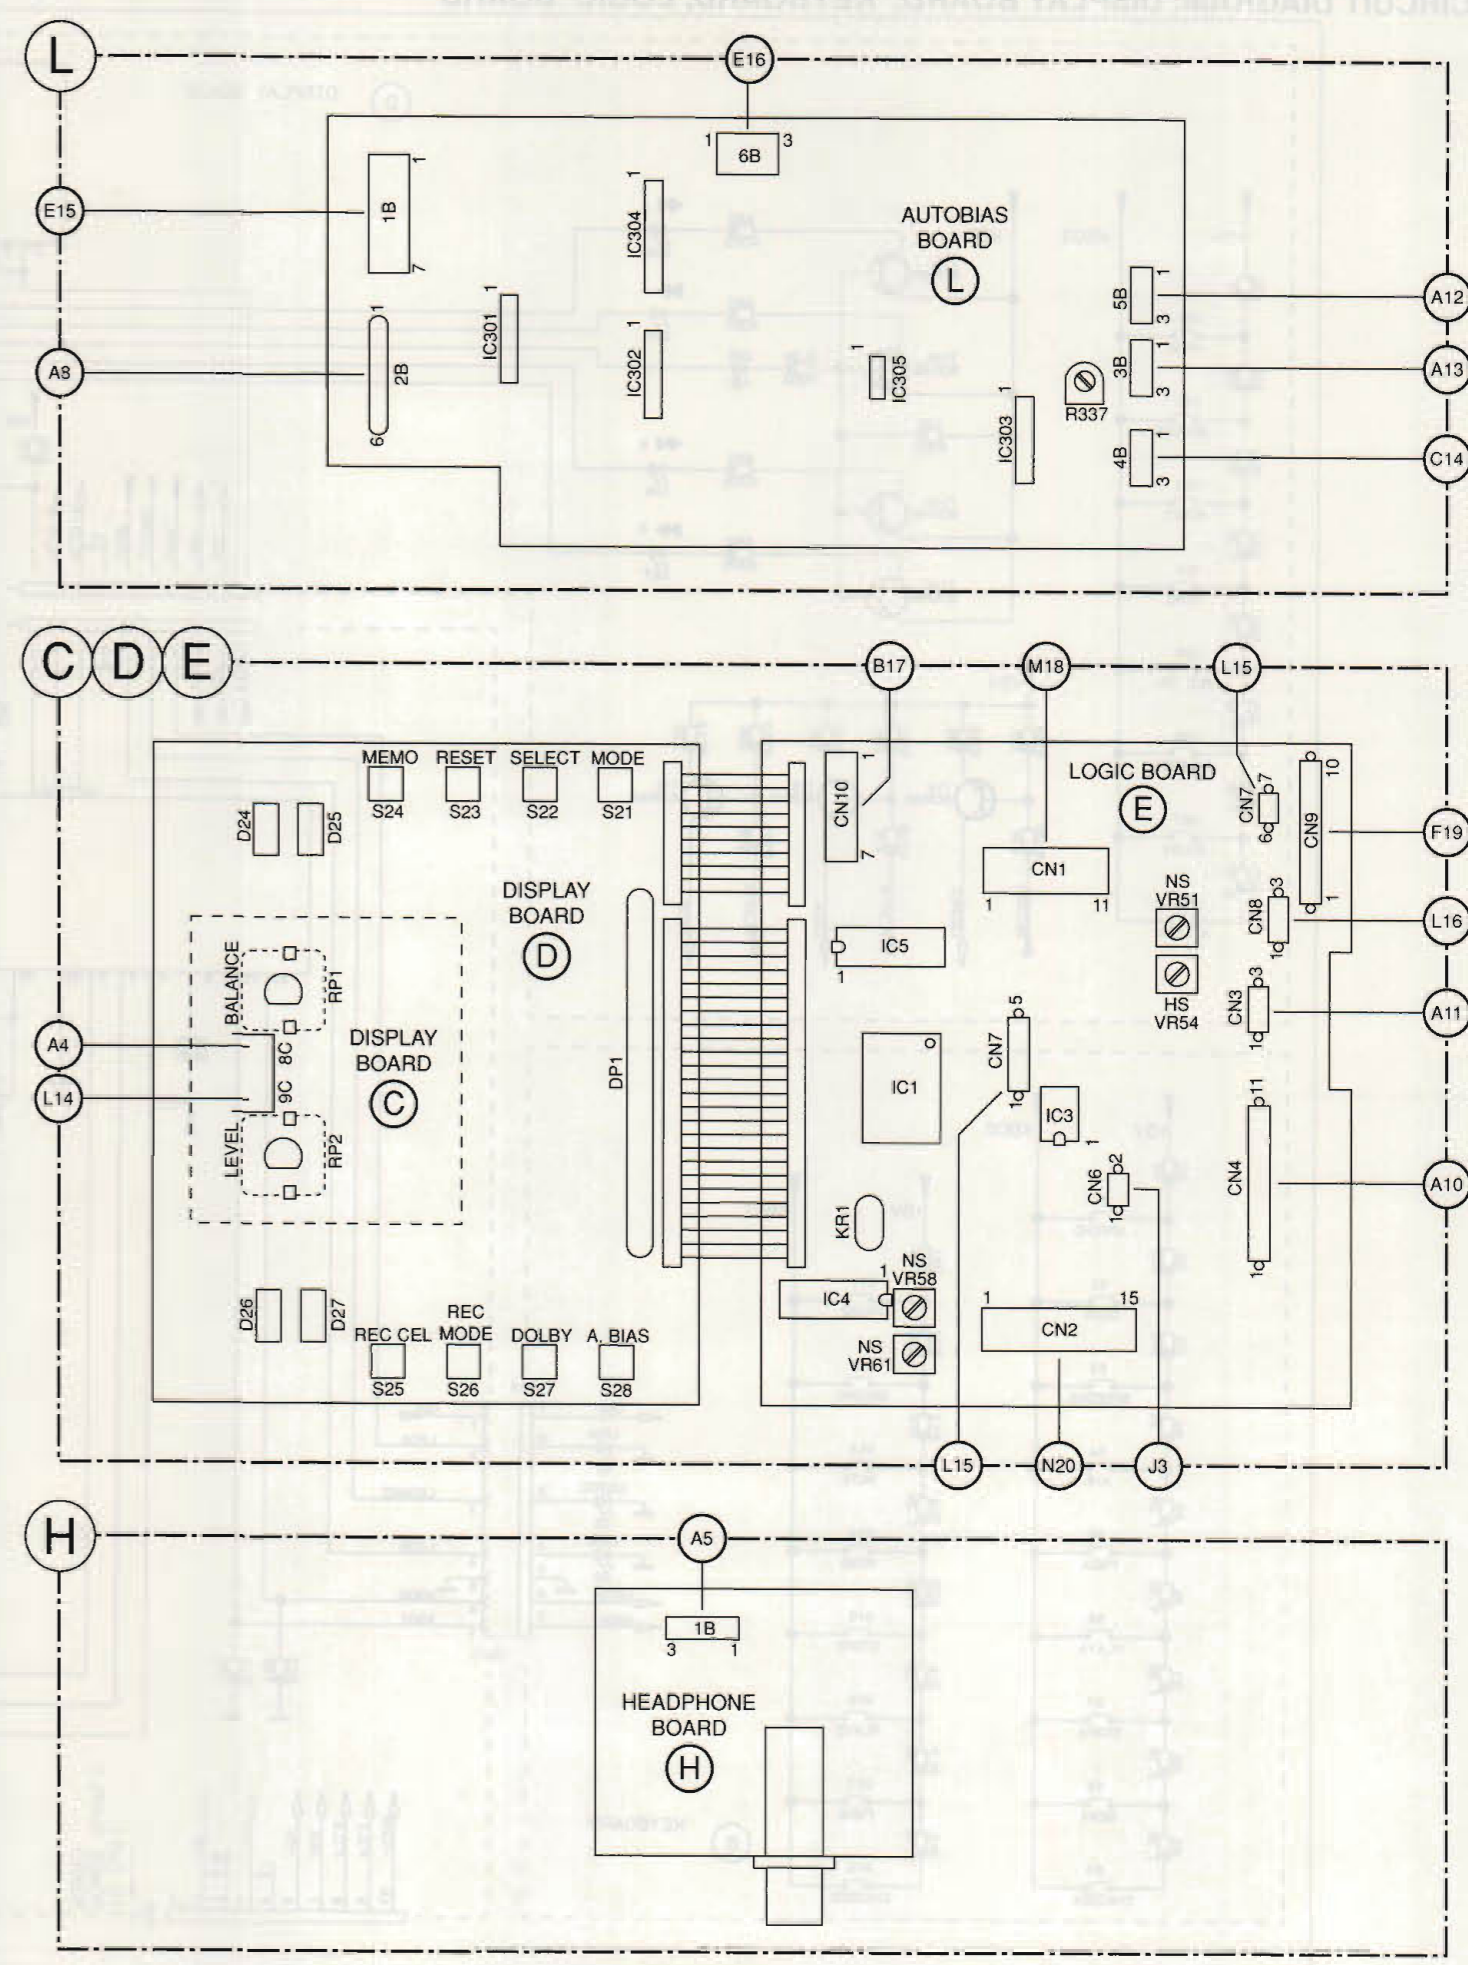 L
E16
1 3
6B
E15
1B
1
7
IC304
1
AUTOBIAS
BOARD
L
A8
2B
1
6
IC301
1
IC302
1
IC305
1
IC303
1
R337
5B
1
3
A12
3B
1
3
A13
4B
1
3
C14
C D E
B17
M18
L15
MEMO RESET SELECT MODE
S24 S23 S22 S21
D24
D25
DISPLAY
BOARD
D
BALANCE
RP1
8C
9C
LEVEL
RP2
DISPLAY
BOARD
C
A4
L14
DP1
D26
D27
REC CEL
REC
MODE
DOLBY A. BIAS
S25 S26 S27 S28
CN10
1
7
LOGIC BOARD
E
CN7
7
6
CN9
10
1
F19
CN1
1 11
NS
VR51
CN8
3
1
L16
IC5
1
HS
VR54
CN3
3
1
A11
CN7
5
1
IC1
IC3
1
CN4
11
1
A10
CN6
2
1
KR1
NS
VR58
IC4
1
NS
VR61
1 15
CN2
L15
N20
J3
H
A5
1B
3 1
HEADPHONE
BOARD
H